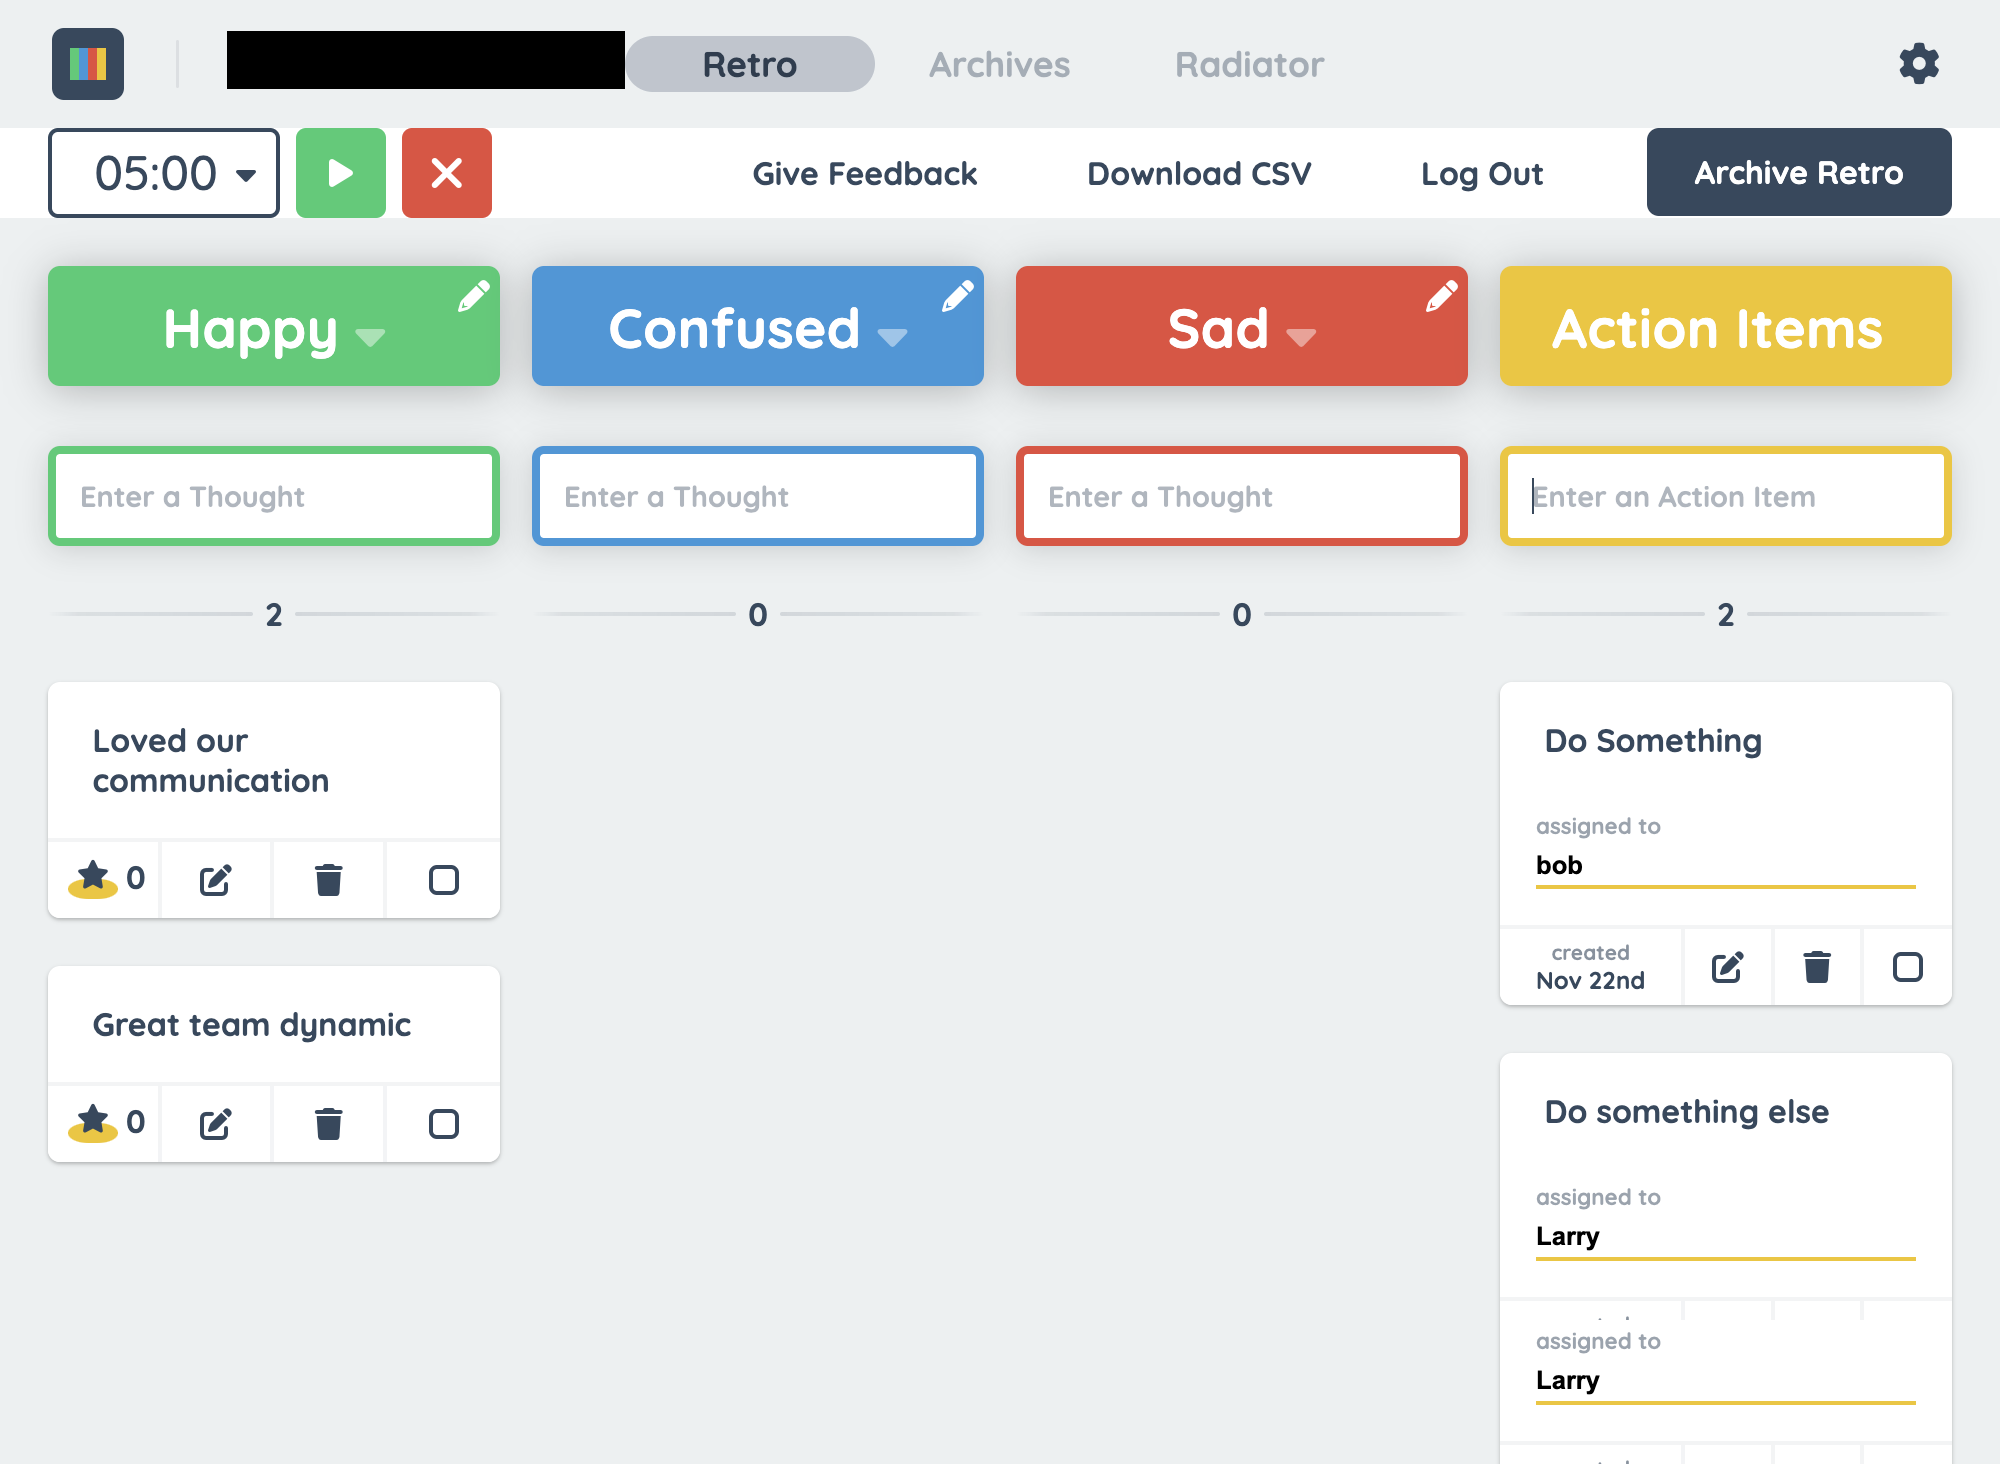 Retro
Archives
Radiator
05:00
Give Feedback
Download CSV
Log Out
Archive Retro
Happy
Confused
Sad
Action Items
Enter a Thought
Enter a Thought
Enter a Thought
Enter an Action Item
2
0
0
2
Loved our
communication
0
Great team dynamic
0
Do Something
assigned to
bob
created
Nov 22nd
Do something else
assigned to
Larry
assigned to
Larry